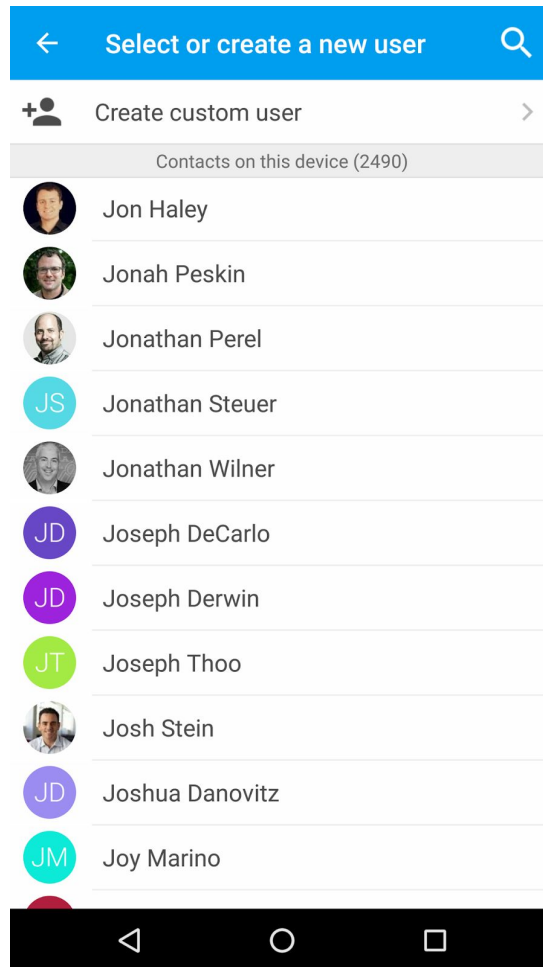 Select or create a new user
Create custom user
Contacts on this device (2490)
Jon Haley
Jonah Peskin
Jonathan Perel
JS Jonathan Steuer
Jonathan Wilner
JD Joseph DeCarlo
JD Joseph Derwin
JT Joseph Thoo
Josh Stein
JD Joshua Danovitz
JM Joy Marino